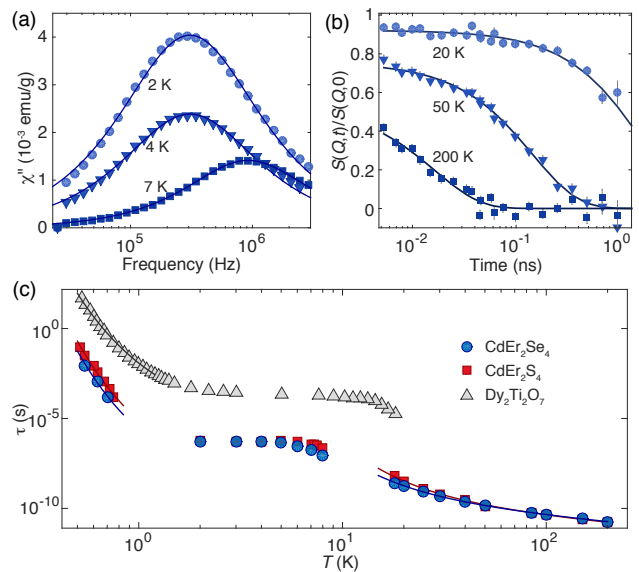 (a)
4
3
2
1
0
χ'' (10⁻³ emu/g)
2 K
4 K
7 K
10⁵
10⁶
Frequency (Hz)
(b)
1
0.8
0.6
0.4
0.2
0
S(Q,t)/S(Q,0)
20 K
50 K
200 K
10⁻²
10⁻¹
10⁰
Time (ns)
(c)
10⁰
10⁻⁵
10⁻¹⁰
τ (s)
CdEr₂Se₄
CdEr₂S₄
Dy₂Ti₂O₇
10⁰
10¹
10²
T (K)